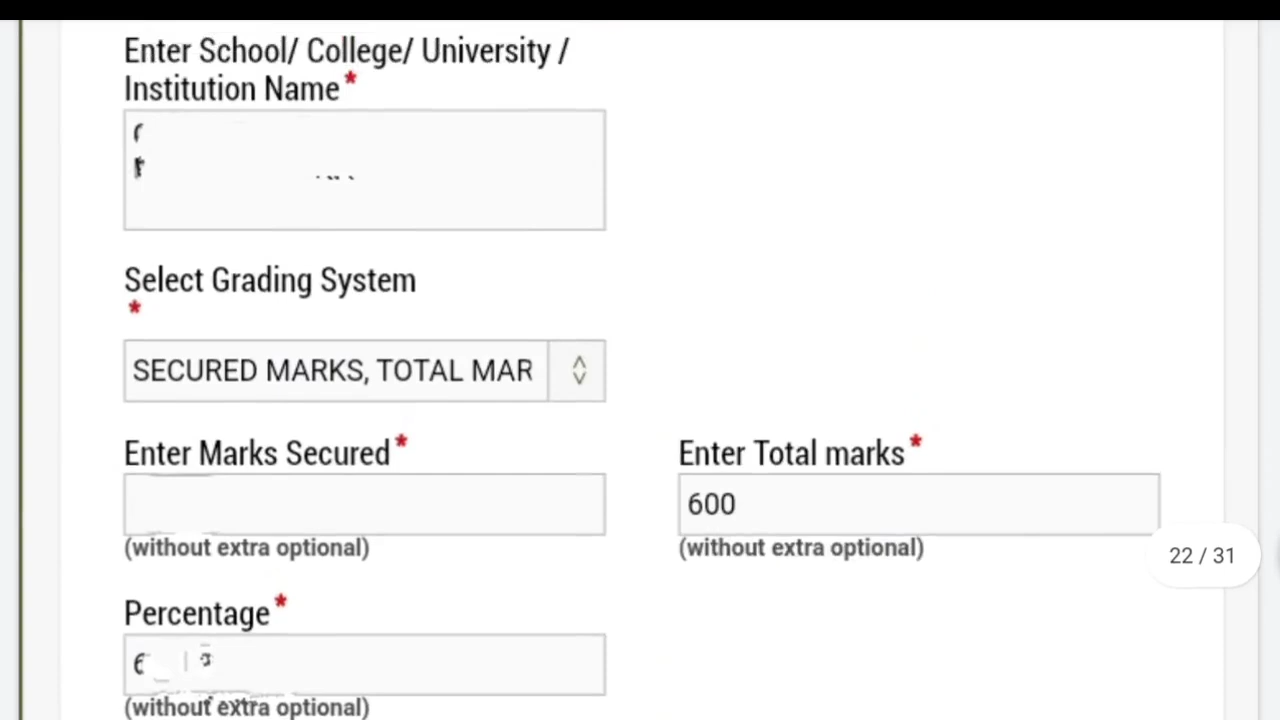 Enter School/ College/ University /
Institution Name*
Select Grading System
*
SECURED MARKS, TOTAL MAR
Enter Marks Secured*
Enter Total marks*
600
(without extra optional)
(without extra optional)
22 / 31
Percentage*
(without extra optional)